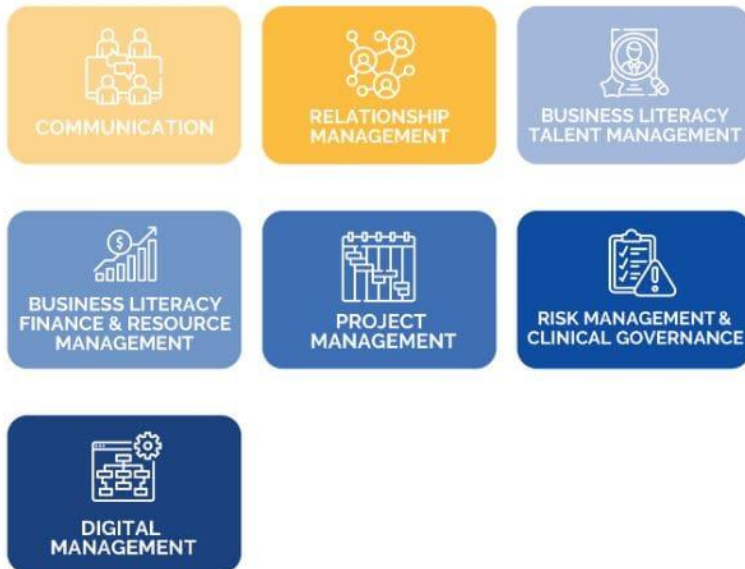 COMMUNICATION
RELATIONSHIP
MANAGEMENT
BUSINESS LITERACY
TALENT MANAGEMENT
$
BUSINESS LITERACY
FINANCE & RESOURCE
MANAGEMENT
PROJECT
MANAGEMENT
RISK MANAGEMENT &
CLINICAL GOVERNANCE
DIGITAL
MANAGEMENT